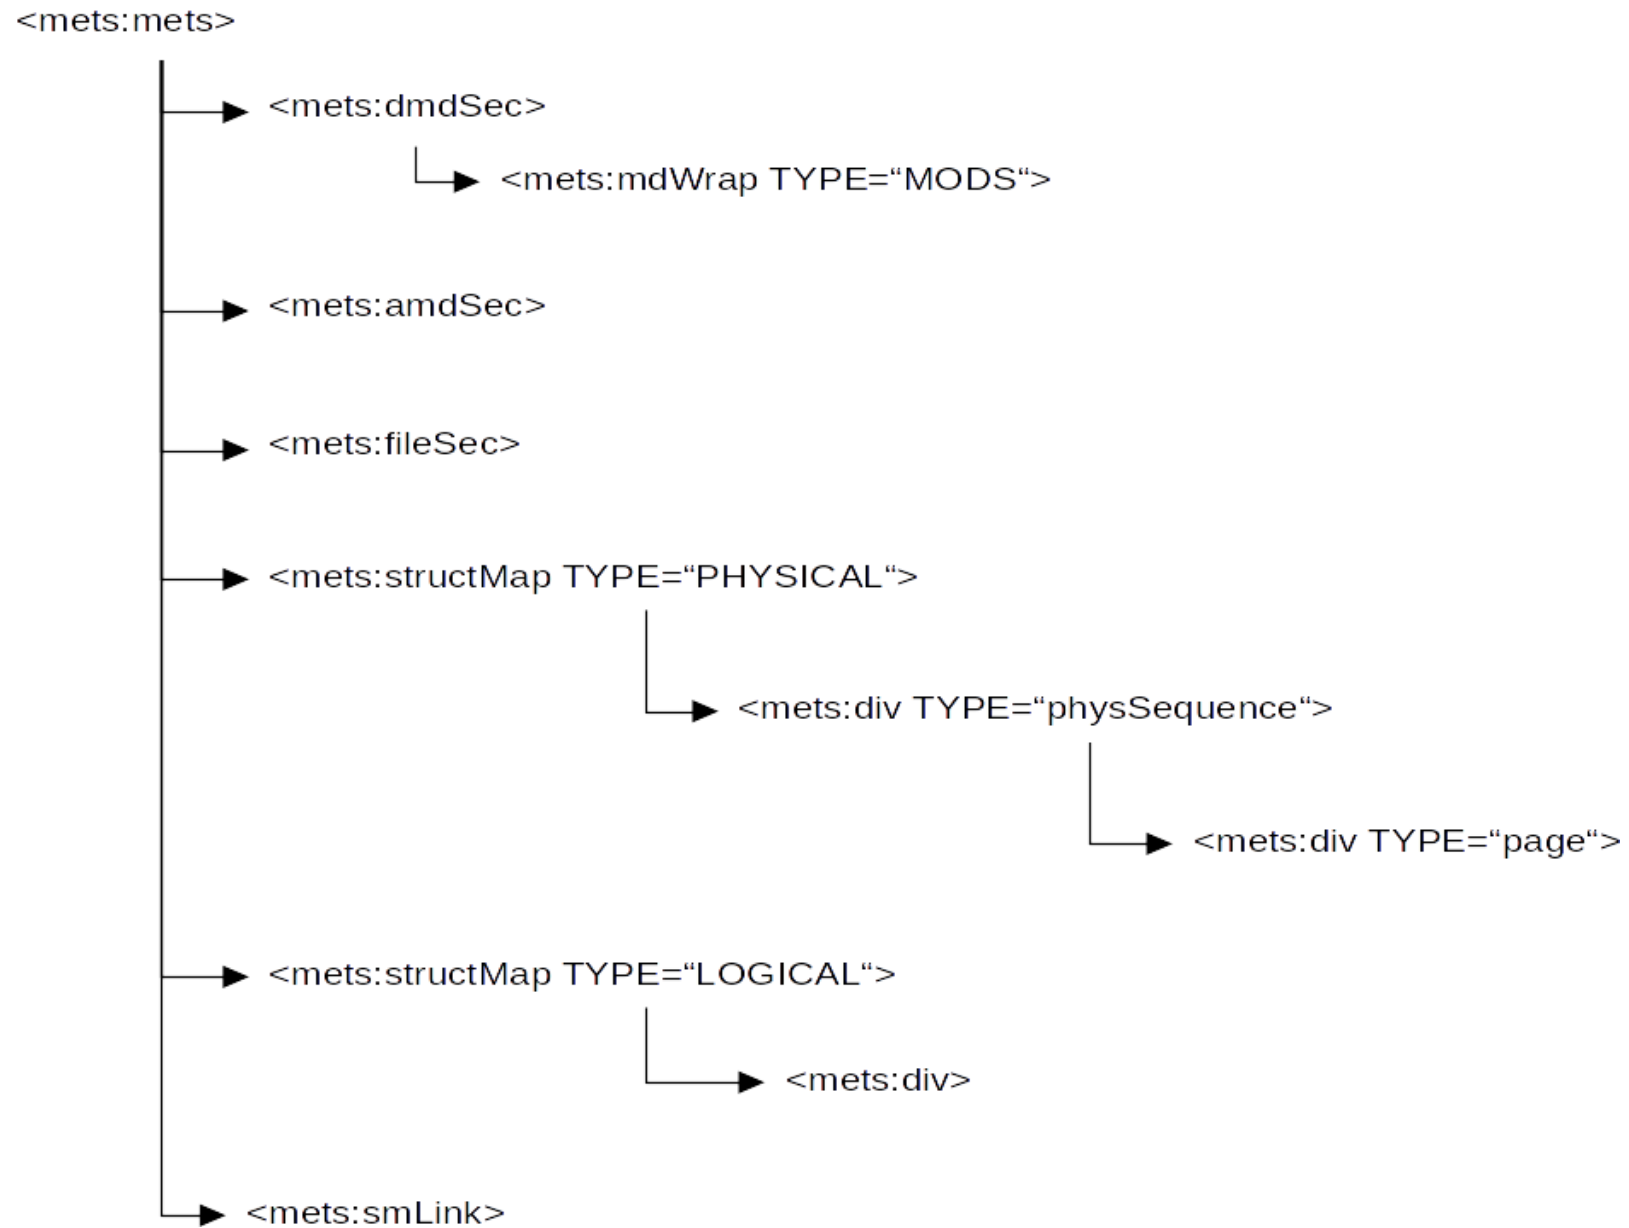 <mets:mets>
<mets:dmdSec>
<mets:mdWrap TYPE=“MODS“>
<mets:amdSec>
<mets:fileSec>
<mets:structMap TYPE=“PHYSICAL“>
<mets:div TYPE=“physSequence“>
<mets:div TYPE=“page“>
<mets:structMap TYPE=“LOGICAL“>
<mets:div>
<mets:smLink>